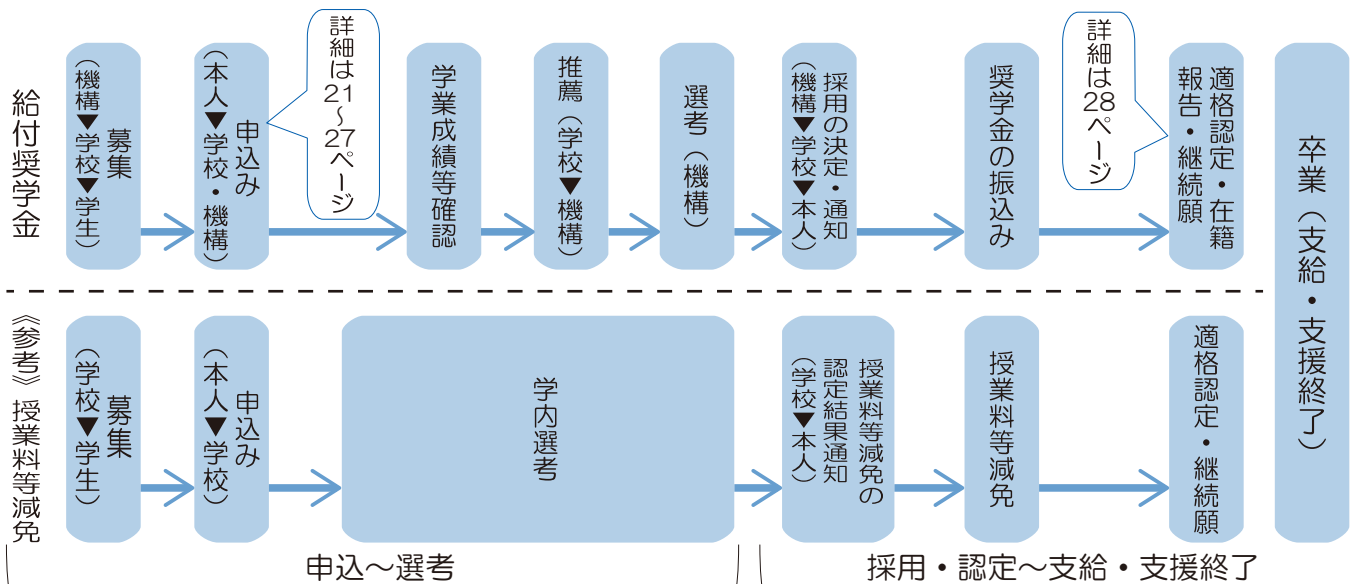 給付奨学金
募集
（機構▼学校▼学生）
申込み
（本人▼学校・機構）
詳細は
21～27ページ
学業成績等確認
推薦（学校▼機構）
選考（機構）
採用の決定・通知
（機構▼学校▼本人）
奨学金の振込み
詳細は28ページ
適格認定・在籍
報告・継続願
卒業（支給・支援終了）
《参考》授業料等減免
募集
（学校▼学生）
申込み
（本人▼学校）
学内選考
授業料等減免の
認定結果通知
（学校▼本人）
授業料等減免
適格認定・継続願
申込～選考
採用・認定～支給・支援終了